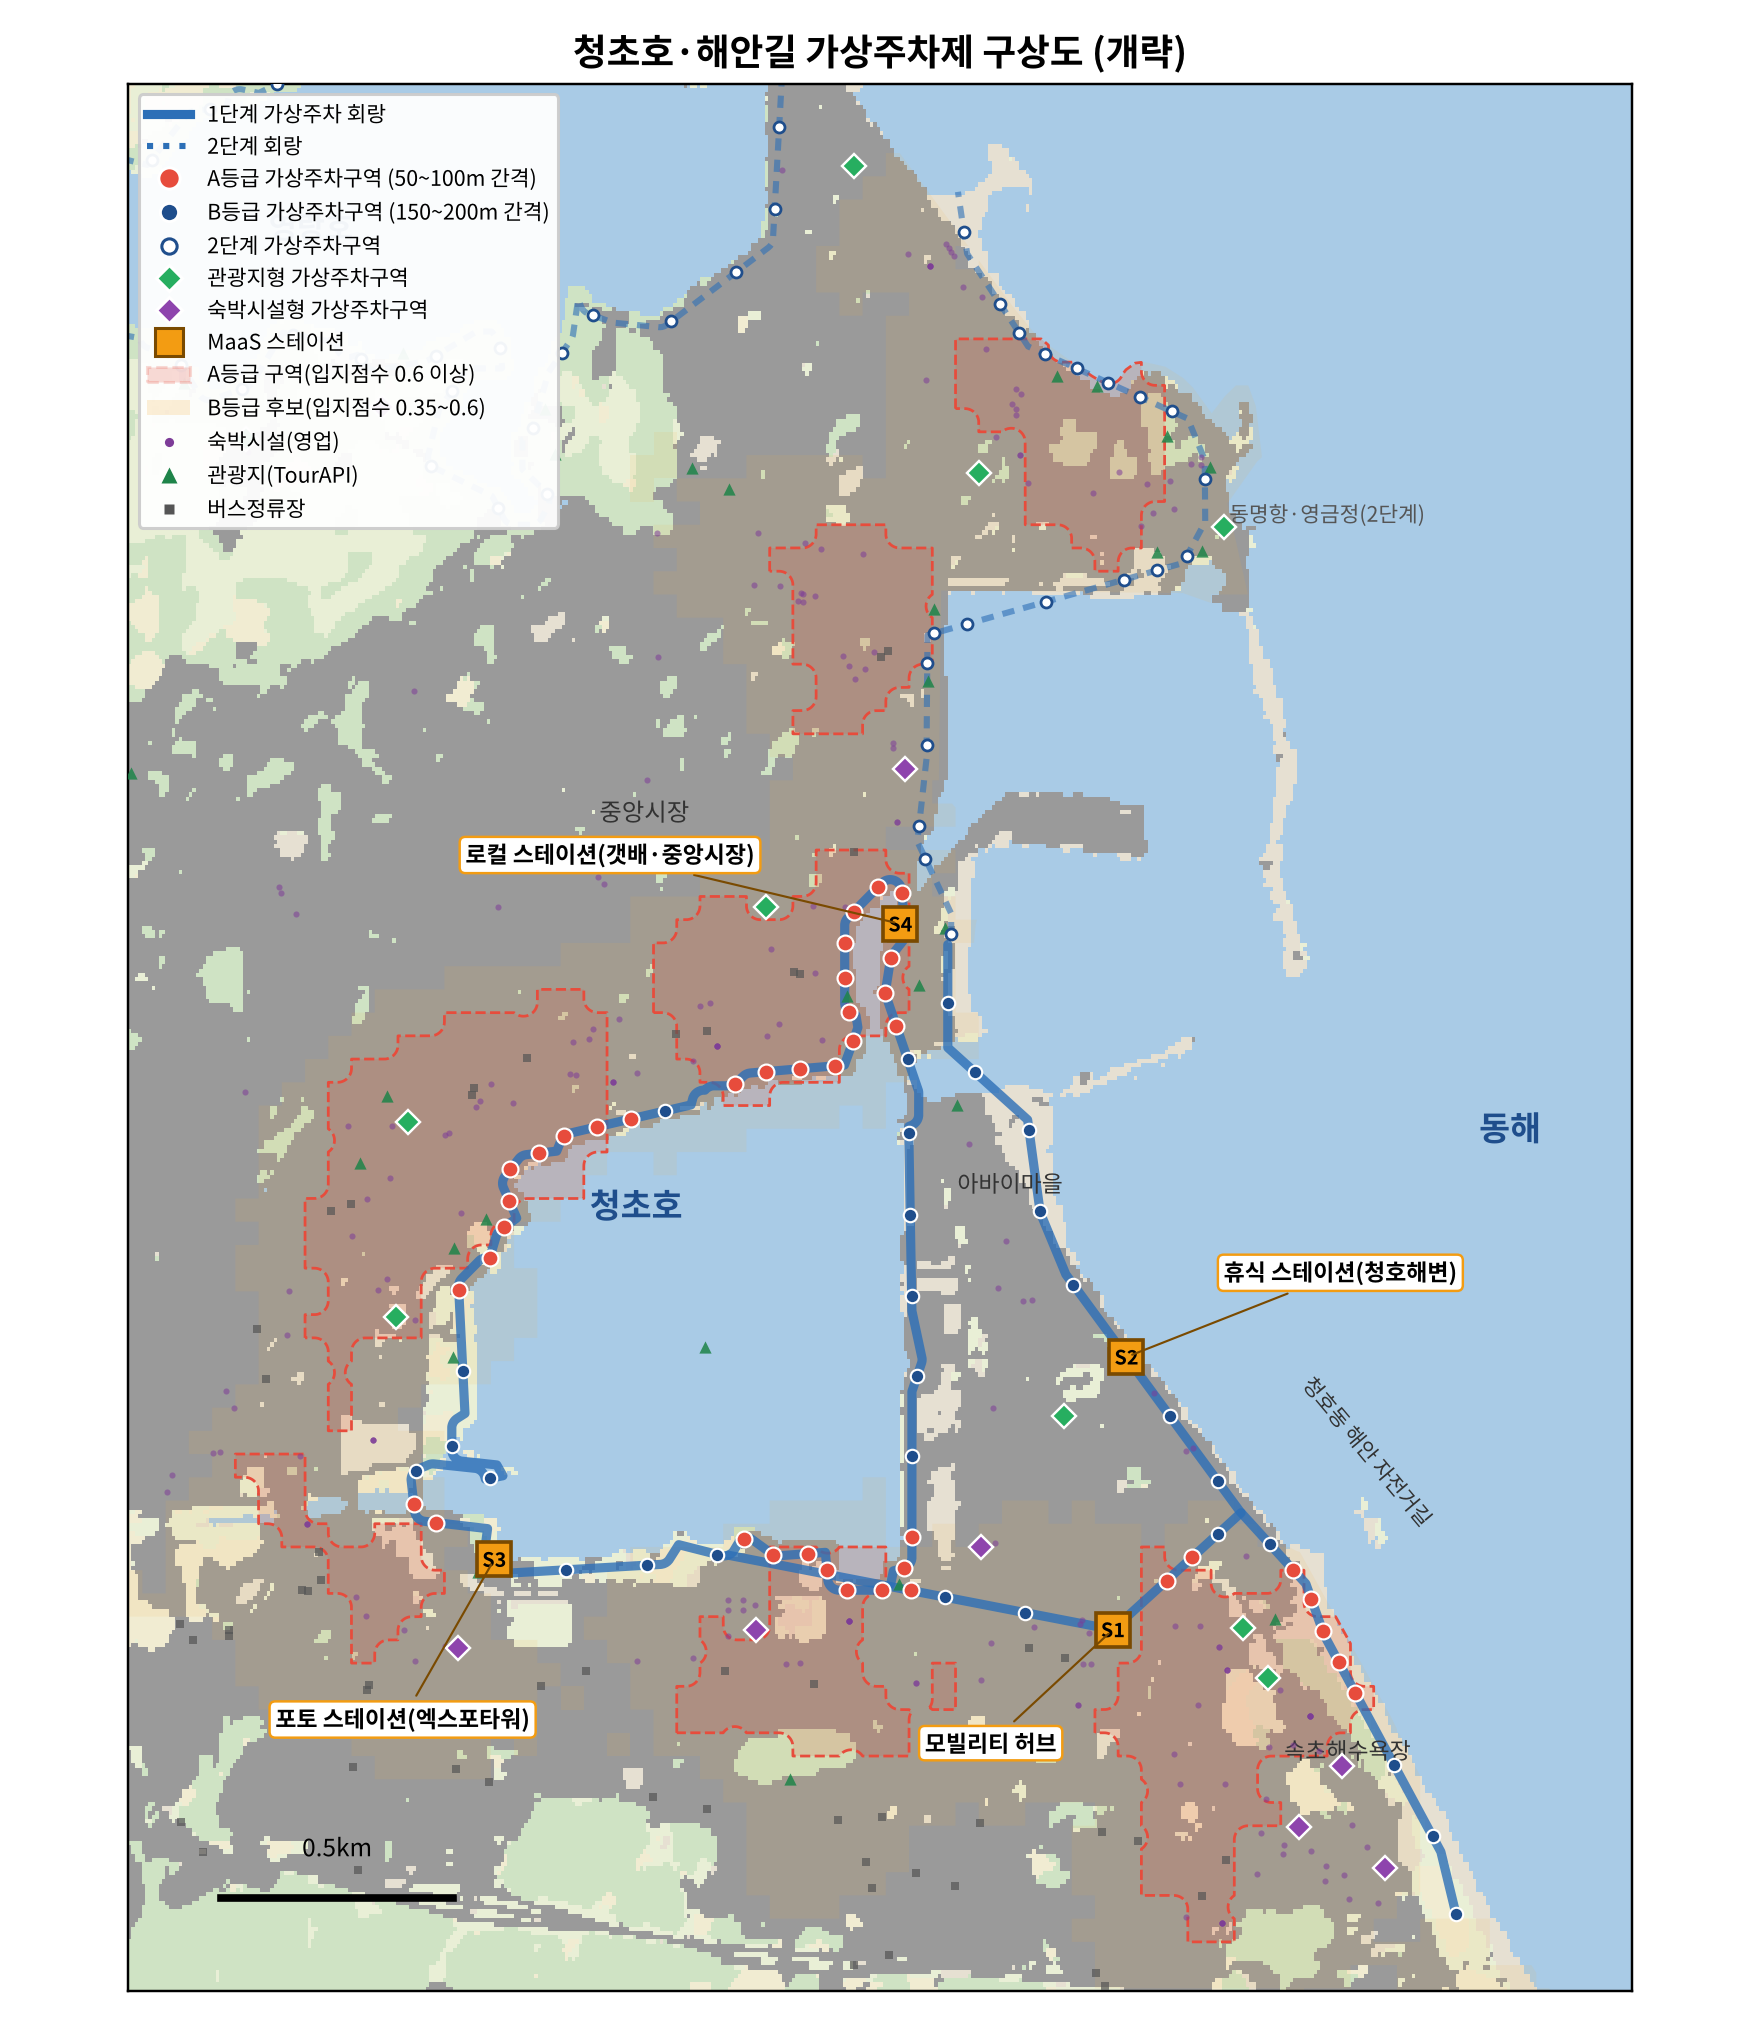 청초호·해안길 가상주차제 구상도 (개략)
1단계 가상주차 회랑
2단계 회랑
A등급 가상주차구역 (50~100m 간격)
B등급 가상주차구역 (150~200m 간격)
2단계 가상주차구역
관광지형 가상주차구역
숙박시설형 가상주차구역
MaaS 스테이션
A등급 구역(입지점수 0.6 이상)
B등급 후보(입지점수 0.35~0.6)
숙박시설(영업)
관광지(TourAPI)
버스정류장
동명항·영금정(2단계)
중앙시장
로컬 스테이션(갯배·중앙시장)
S4
동해
아바이마을
청초호
휴식 스테이션(청호해변)
S2
청호동 해안 자전거길
S3
S1
포토 스테이션(엑스포타워)
모빌리티 허브
속초해수욕장
0.5km